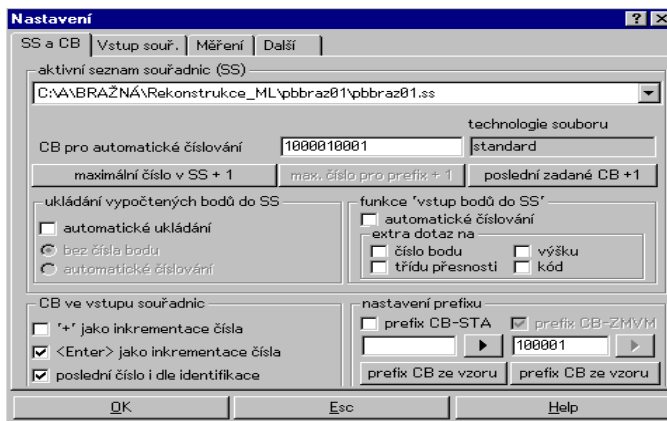 Nastavení
SS a CB Vstup souř. Měření Další
aktivní seznam souřadnic (SS)
C:\A\BRAŽNÁ\Rekonstrukce_ML\pbbraz01\pbbraz01.ss
technologie souboru
CB pro automatické číslování 1000010001 standard
maximální číslo v SS + 1 max. číslo pro prefix + 1 poslední zadané CB +1
ukládání vypočtených bodů do SS
automatické ukládání
bez čísla bodu
automatické číslování
funkce 'vstup bodů do SS'
automatické číslování
extra dotaz na
číslo bodu výšku
třídu přesnosti kód
CB ve vstupu souřadnic
'+' jako inkrementace čísla
<Enter> jako inkrementace čísla
poslední číslo i dle identifikace
nastavení prefixu
prefix CB-STA prefix CB-ZMVM
100001
prefix CB ze vzoru prefix CB ze vzoru
OK Esc Help